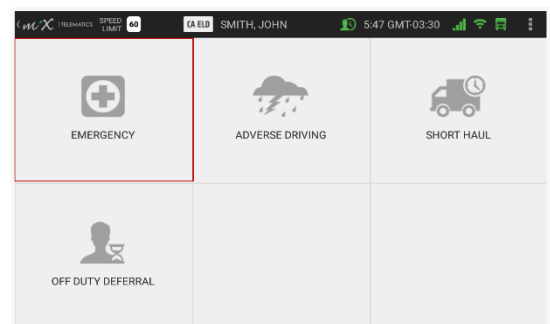 MiX TELEMATICS SPEED LIMIT 60 CA ELD SMITH, JOHN 5:47 GMT-03:30
EMERGENCY ADVERSE DRIVING SHORT HAUL
OFF DUTY DEFERRAL